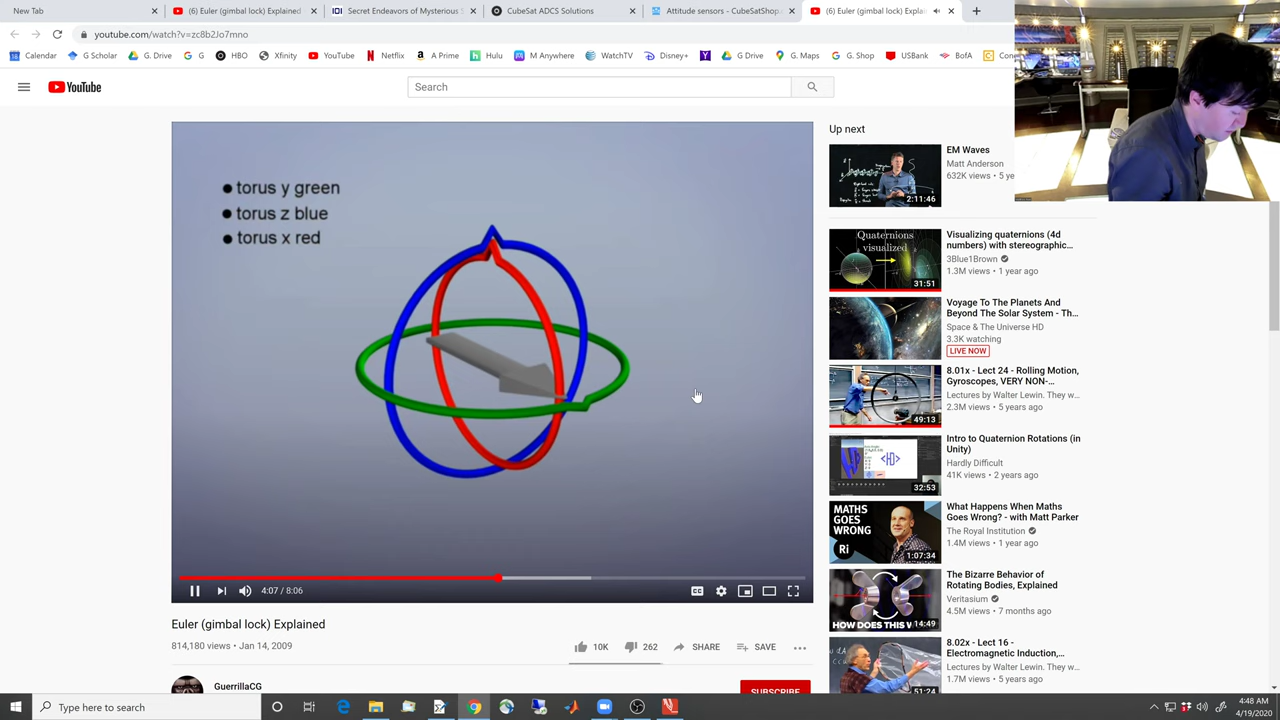 New Tab
(6) Euler (gimbal lock) Explained
Secret Endeavors of Mysterious
CubeSat ADCS Solutions
Attitude sensors - CubeSatShop
(6) Euler (gimbal lock) Expla
youtube.com/watch?v=zc8b2Jo7mno
Calendar
G Scholar
G.Drive
G
HBO
Xfinity
Y
Netflix
A
Hulu
M Anywhere
Disney+
G Drive
G. Maps
G. Shop
USBank
BofA
YouTube
Search
torus y green
torus z blue
torus x red
4:07 / 8:06
Euler (gimbal lock) Explained
814,180 views • Jan 14, 2009
10K
262
SHARE
SAVE
GuerrillaCG
SUBSCRIBE
Up next
EM Waves
Matt Anderson
632K views • 5 ye
2:11:46
Quaternions
visualized
31:51
Visualizing quaternions (4d
numbers) with stereographic...
3Blue1Brown
1.3M views • 1 year ago
Voyage To The Planets And
Beyond The Solar System - Th...
Space & The Universe HD
3.3K watching
LIVE NOW
8.01x - Lect 24 - Rolling Motion,
Gyroscopes, VERY NON-...
Lectures by Walter Lewin. They w...
2.3M views • 5 years ago
49:13
Intro to Quaternion Rotations (in
Unity)
Hardly Difficult
41K views • 2 years ago
32:53
MATHS
GOES
WRONG
Ri
1:07:34
What Happens When Maths
Goes Wrong? - with Matt Parker
The Royal Institution
1.4M views • 1 year ago
HOW DOES THIS W
14:49
The Bizarre Behavior of
Rotating Bodies, Explained
Veritasium
4.5M views • 7 months ago
51:24
8.02x - Lect 16 -
Electromagnetic Induction,...
Lectures by Walter Lewin. They w...
1.7M views • 5 years ago
Type here to search
4:48 AM
4/19/2020